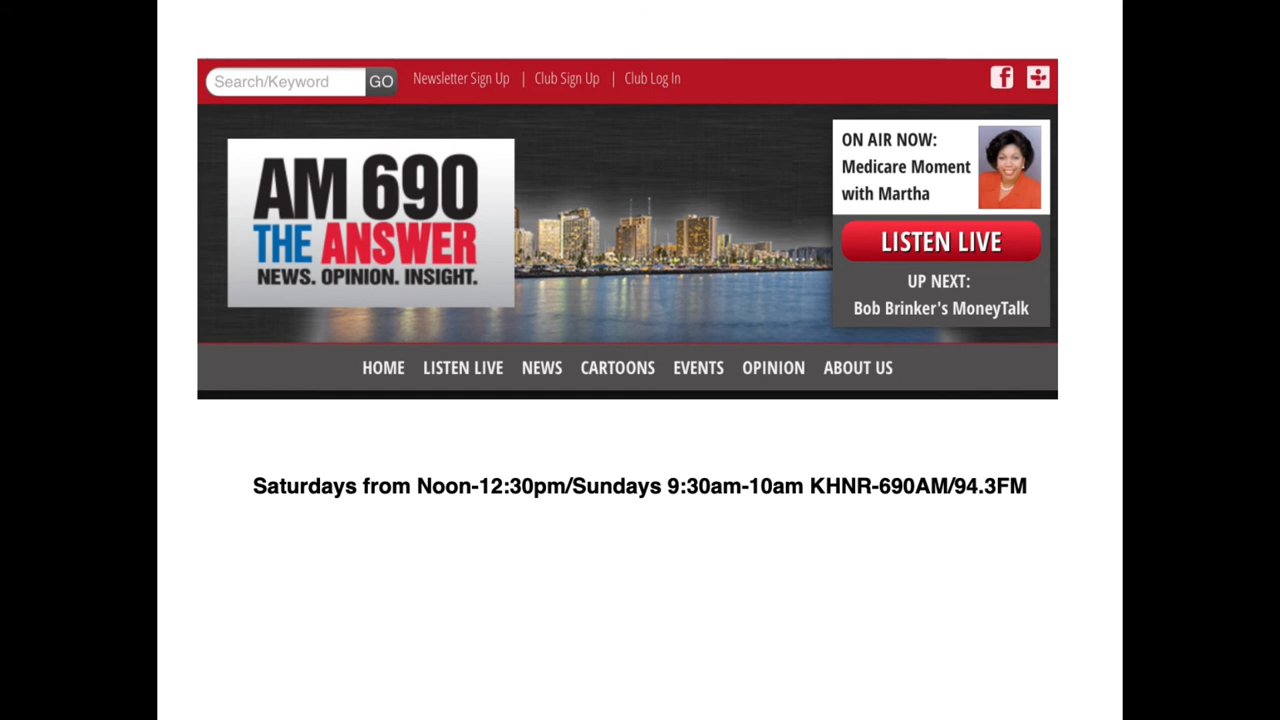 Search/Keyword GO Newsletter Sign Up | Club Sign Up | Club Log In
AM 690
THE ANSWER
NEWS. OPINION. INSIGHT.
ON AIR NOW:
Medicare Moment
with Martha
LISTEN LIVE
UP NEXT:
Bob Brinker's MoneyTalk
HOME LISTEN LIVE NEWS CARTOONS EVENTS OPINION ABOUT US
Saturdays from Noon-12:30pm/Sundays 9:30am-10am KHNR-690AM/94.3FM